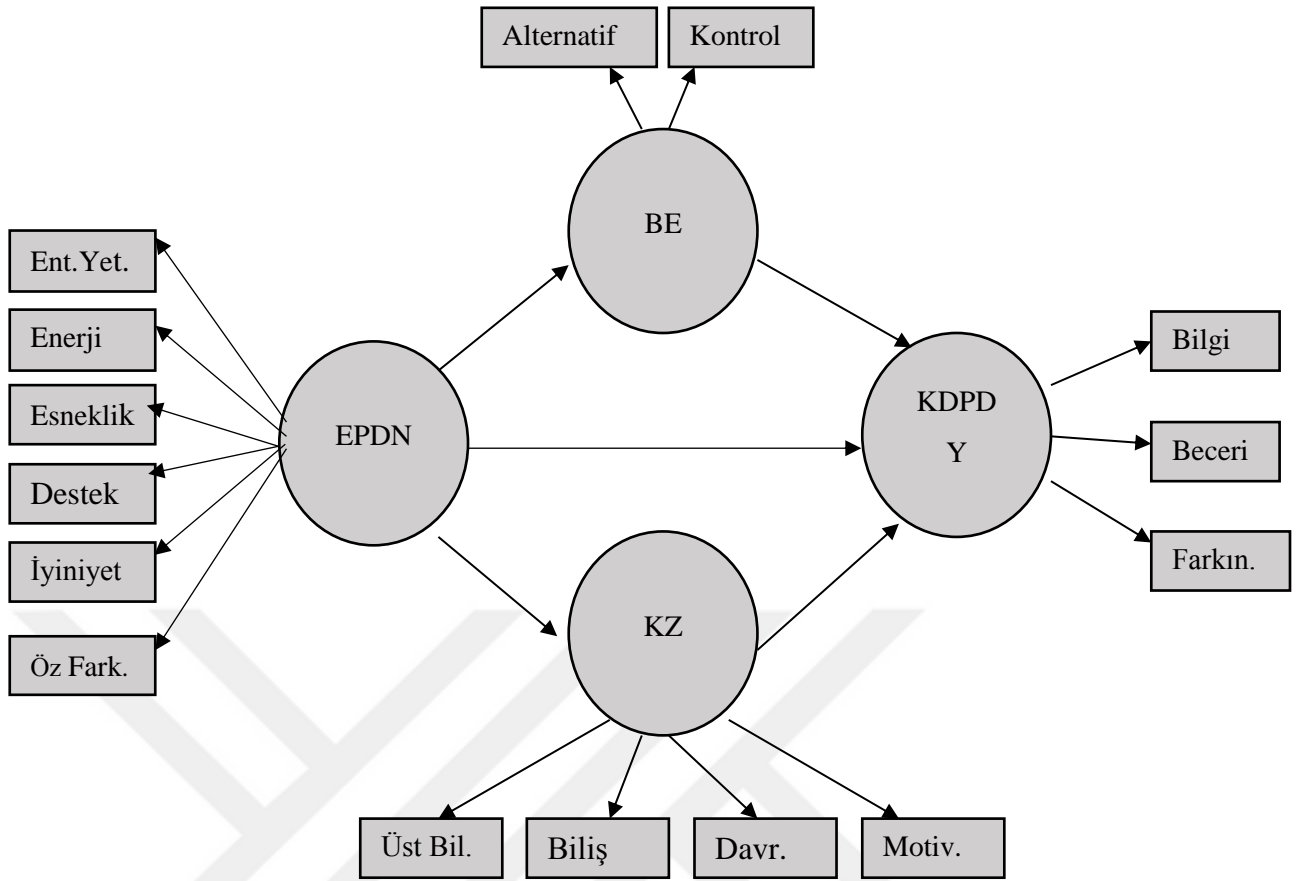 Alternatif
Kontrol
BE
Ent.Yet.
Enerji
Esneklik
Destek
İyiniyet
Öz Fark.
EPDN
KDPD
Y
Bilgi
Beceri
Farkın.
KZ
Üst Bil.
Biliş
Davr.
Motiv.